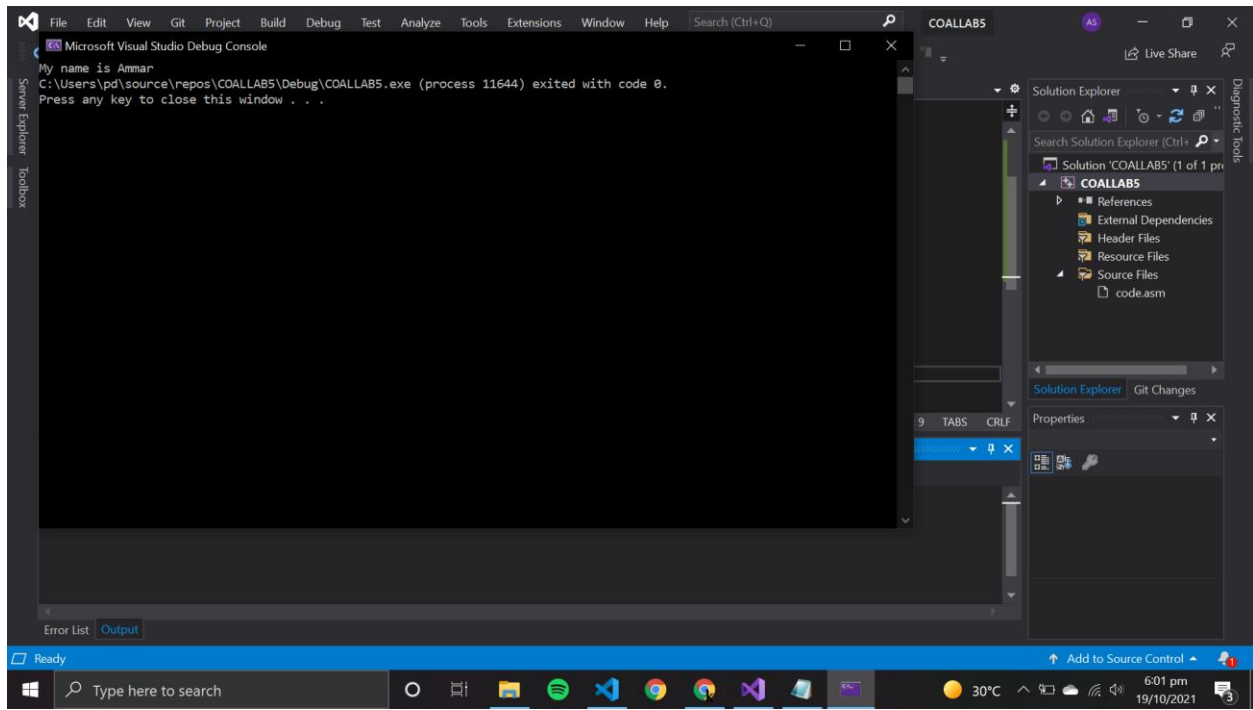 File Edit View Git Project Build Debug Test Analyze Tools Extensions Window Help Search (Ctrl+Q) COALLAB5 AS
Microsoft Visual Studio Debug Console
Live Share
My name is Ammar
C:\Users\pd\source\repos\COALLAB5\Debug\COALLAB5.exe (process 11644) exited with code 0.
Press any key to close this window . . .
Server Explorer
Toolbox
Solution Explorer
Search Solution Explorer (Ctrl+
Solution 'COALLAB5' (1 of 1 pr
COALLAB5
References
External Dependencies
Header Files
Resource Files
Source Files
code.asm
Solution Explorer Git Changes
Diagnostic Tools
9 TABS CRLF
Properties
Error List Output
Ready
Add to Source Control
1
Type here to search
30°C
6:01 pm
19/10/2021
3